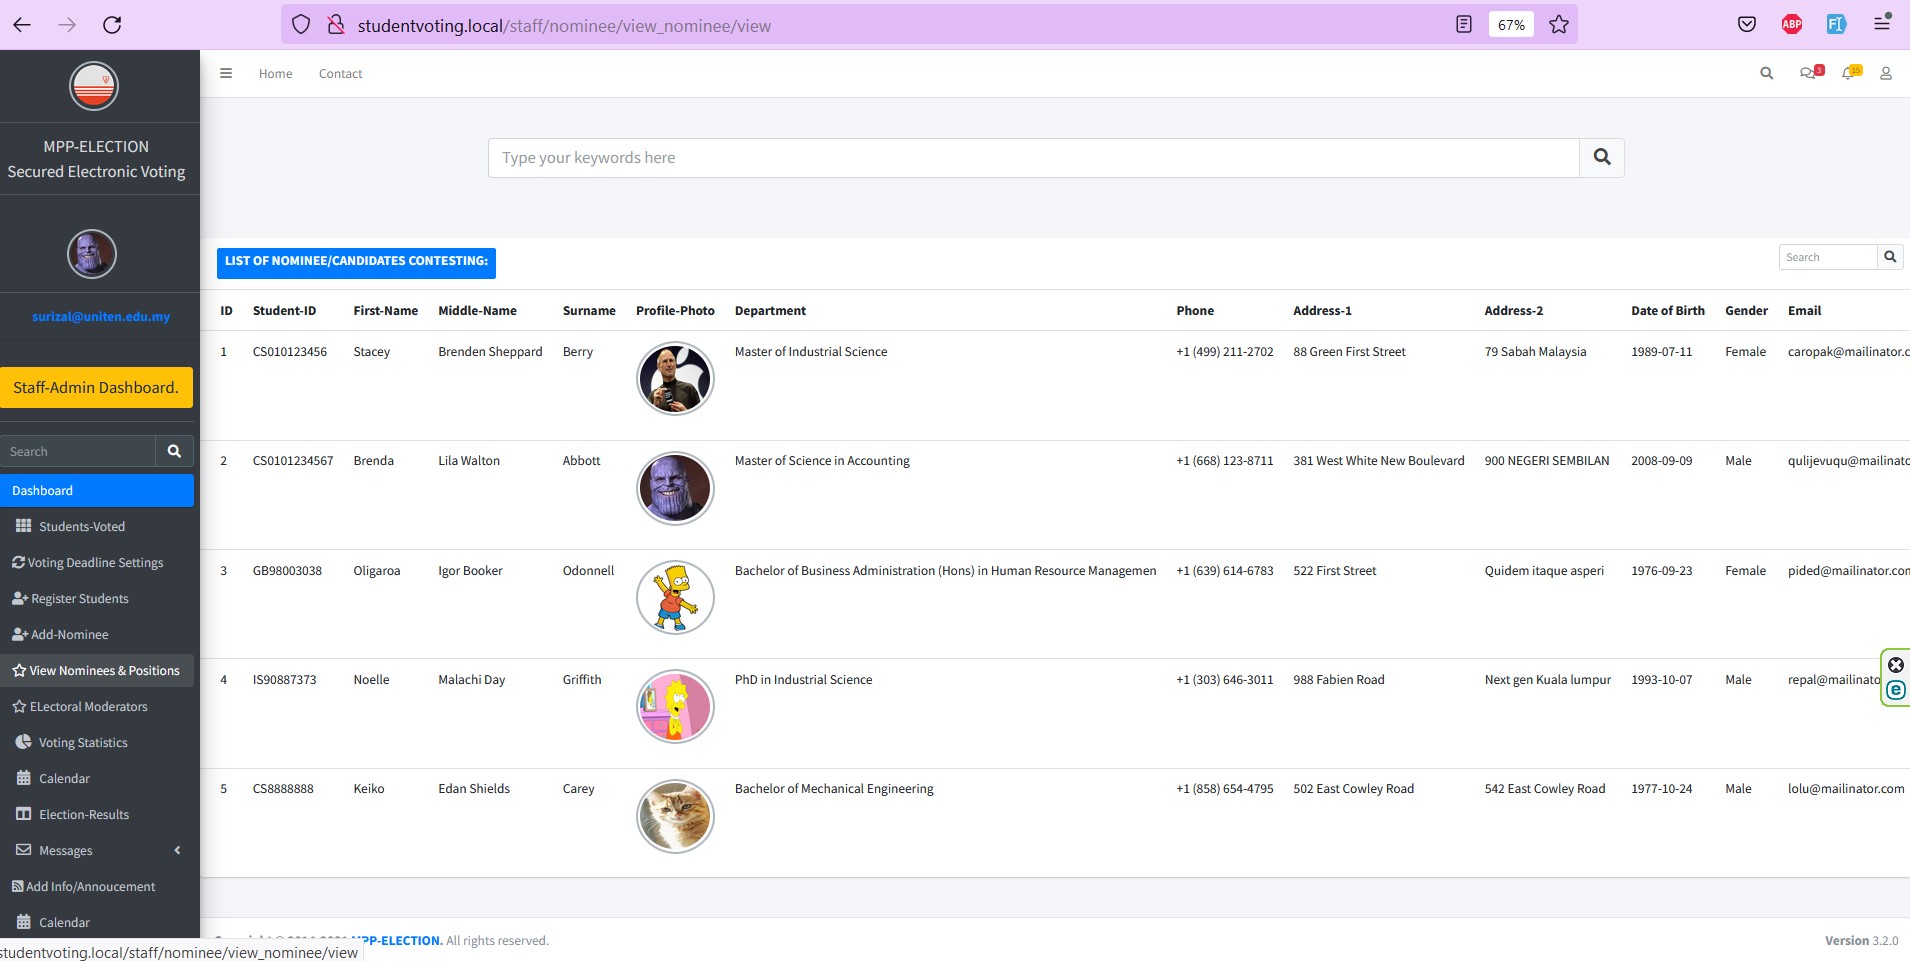 studentvoting.local/staff/nominee/view_nominee/view
67%
ABP
MPP-ELECTION
Secured Electronic Voting
surizal@uniten.edu.my
Staff-Admin Dashboard.
Search
Dashboard
Students-Voted
Voting Deadline Settings
Register Students
Add-Nominee
View Nominees & Positions
ELectoral Moderators
Voting Statistics
Calendar
Election-Results
Messages
Add Info/Annoucement
Calendar
studentvoting.local/staff/nominee/view_nominee/view
Home Contact
3 15
Type your keywords here
LIST OF NOMINEE/CANDIDATES CONTESTING:
Search
ID Student-ID First-Name Middle-Name Surname Profile-Photo Department Phone Address-1 Address-2 Date of Birth Gender Email
1 CS010123456 Stacey Brenden Sheppard Berry Master of Industrial Science +1 (499) 211-2702 88 Green First Street 79 Sabah Malaysia 1989-07-11 Female caropak@mailinator.c
2 CS0101234567 Brenda Lila Walton Abbott Master of Science in Accounting +1 (668) 123-8711 381 West White New Boulevard 900 NEGERI SEMBILAN 2008-09-09 Male qulijevuqu@mailinato
3 GB98003038 Oligaroa Igor Booker Odonnell Bachelor of Business Administration (Hons) in Human Resource Managemen +1 (639) 614-6783 522 First Street Quidem itaque asperi 1976-09-23 Female pided@mailinator.con
4 IS90887373 Noelle Malachi Day Griffith PhD in Industrial Science +1 (303) 646-3011 988 Fabien Road Next gen Kuala lumpur 1993-10-07 Male repal@mailinato
5 CS8888888 Keiko Edan Shields Carey Bachelor of Mechanical Engineering +1 (858) 654-4795 502 East Cowley Road 542 East Cowley Road 1977-10-24 Male lolu@mailinator.com
MPP-ELECTION. All rights reserved.
Version 3.2.0